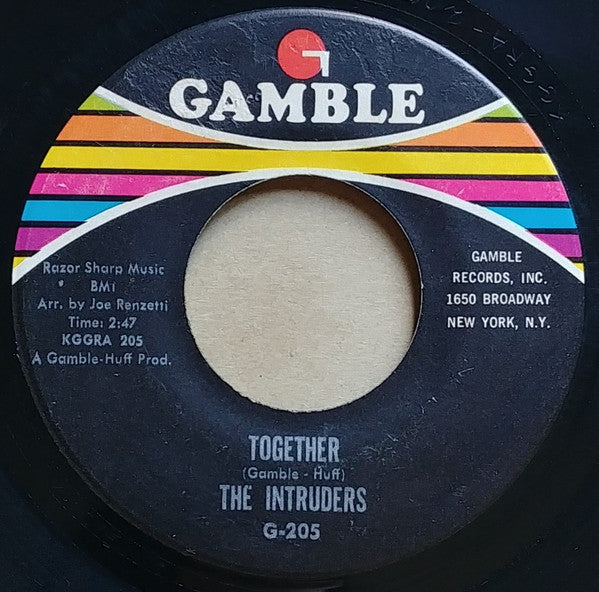 GAMBLE
Razor Sharp Music
BMI
Arr. by Joe Renzetti
Time: 2:47
KGGRA 205
A Gamble-Huff Prod.
GAMBLE
RECORDS, INC.
1650 BROADWAY
NEW YORK, N.Y.
TOGETHER
(Gamble - Huff)
THE INTRUDERS
G-205